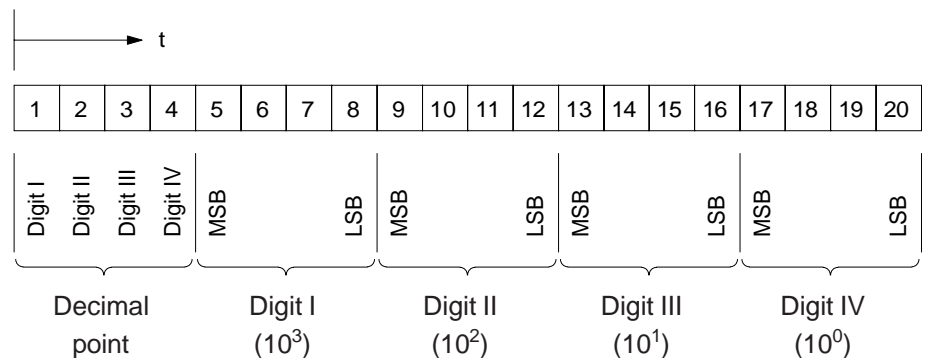 t
1 2 3 4 5 6 7 8 9 10 11 12 13 14 15 16 17 18 19 20
Digit I Digit II Digit III Digit IV MSB LSB MSB LSB MSB LSB MSB LSB
Decimal Digit I Digit II Digit III Digit IV
point (10³) (10²) (10¹) (10⁰)